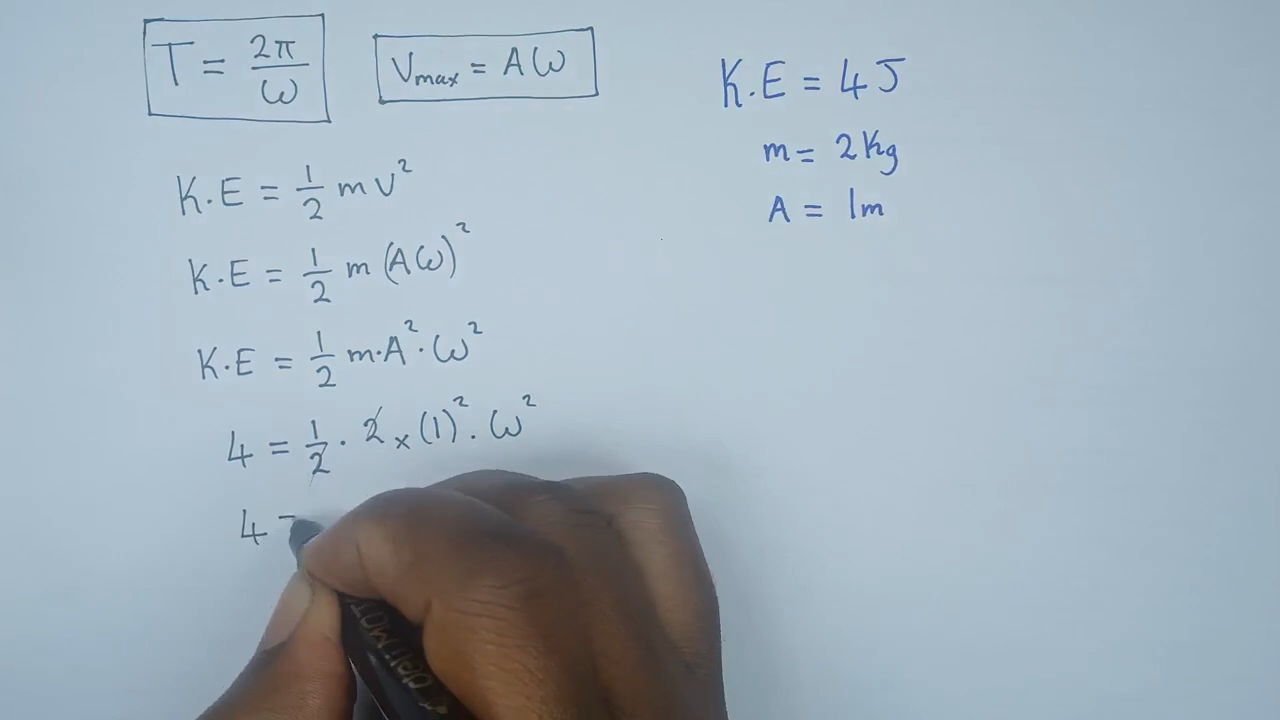 T = 2π/ω
Vmax = Aω
K.E = 4J
m = 2Kg
A = 1m
K.E = 1/2 mv²
K.E = 1/2 m (Aω)²
K.E = 1/2 m·A²·ω²
4 = 1/2 · 2 x (1)² · ω²
4